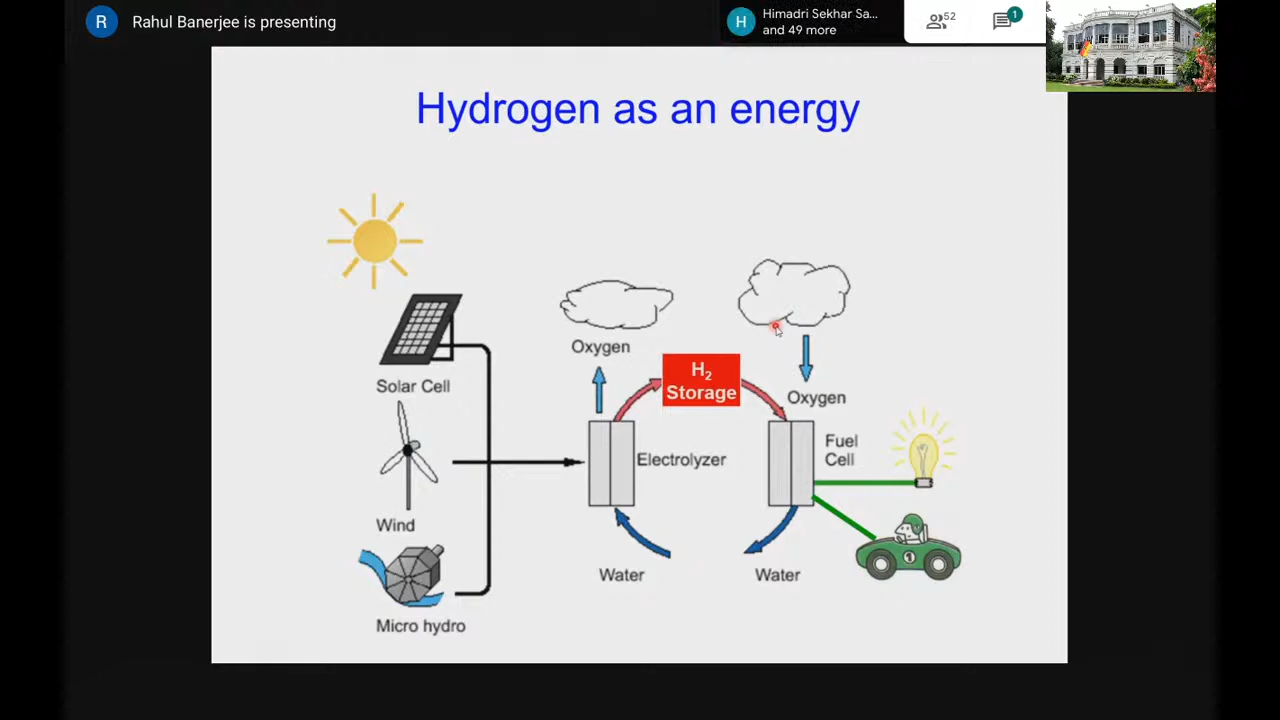 R
Rahul Banerjee is presenting
H
Himadri Sekhar Sa...
and 49 more
52
1
Hydrogen as an energy
Oxygen
H2
Storage
Oxygen
Solar Cell
Electrolyzer
Fuel
Cell
Wind
1
Water
Water
Micro hydro